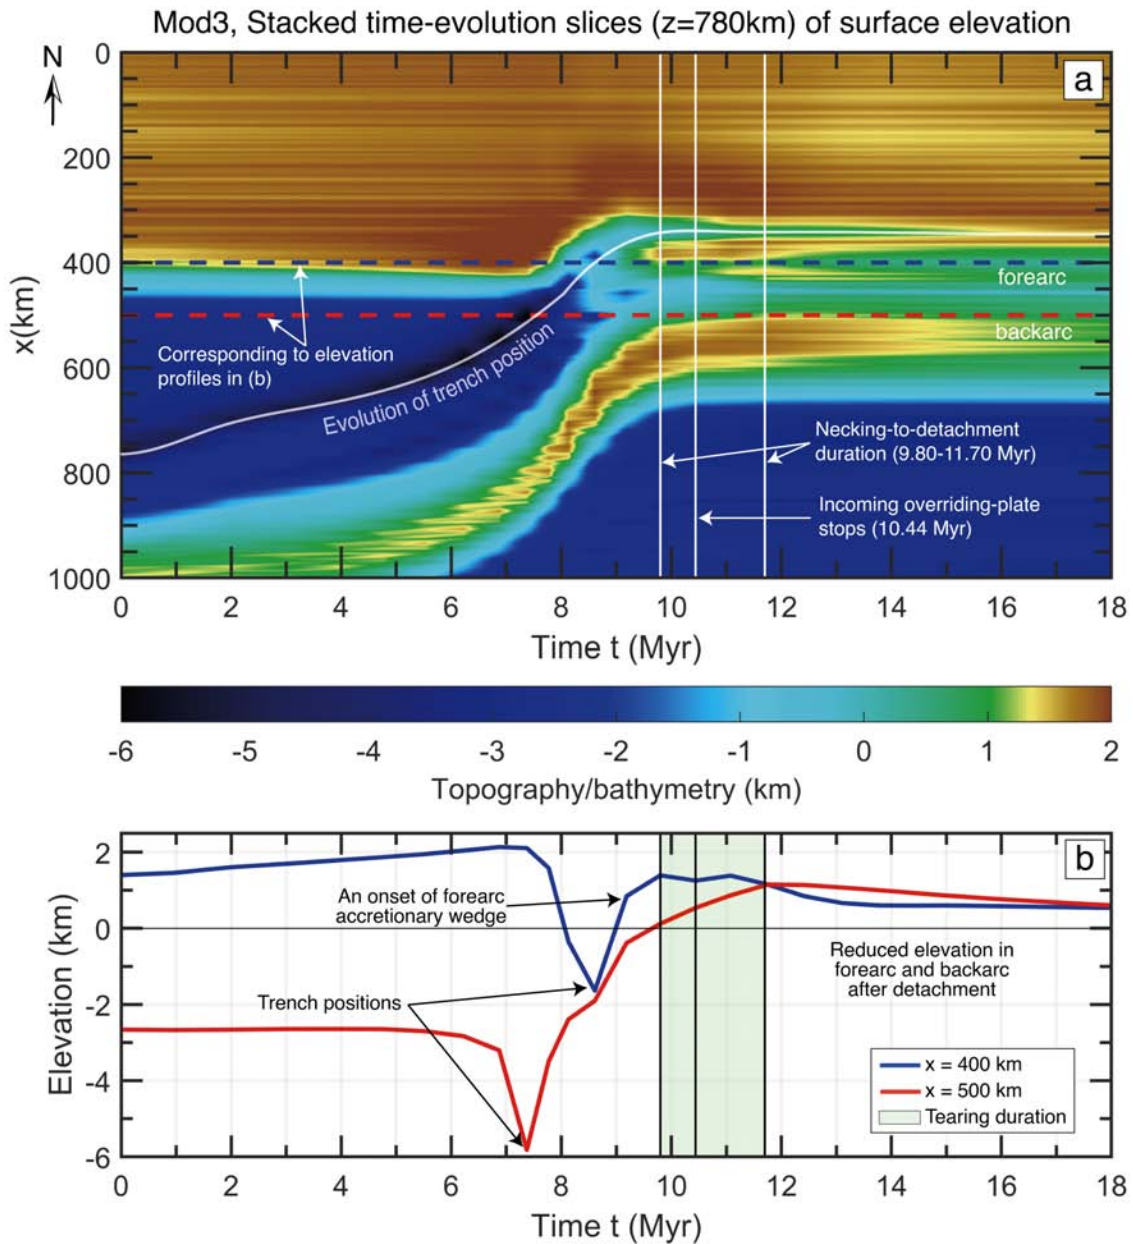 Mod3, Stacked time-evolution slices (z=780km) of surface elevation
N
a
0
200
400
600
800
1000
x(km)
forearc
backarc
Corresponding to elevation
profiles in (b)
Evolution of trench position
Necking-to-detachment
duration (9.80-11.70 Myr)
Incoming overriding-plate
stops (10.44 Myr)
0 2 4 6 8 10 12 14 16 18
Time t (Myr)
-6 -5 -4 -3 -2 -1 0 1 2
Topography/bathymetry (km)
b
2
0
-2
-4
-6
Elevation (km)
An onset of forearc
accretionary wedge
Trench positions
Reduced elevation in
forearc and backarc
after detachment
x = 400 km
x = 500 km
Tearing duration
0 2 4 6 8 10 12 14 16 18
Time t (Myr)